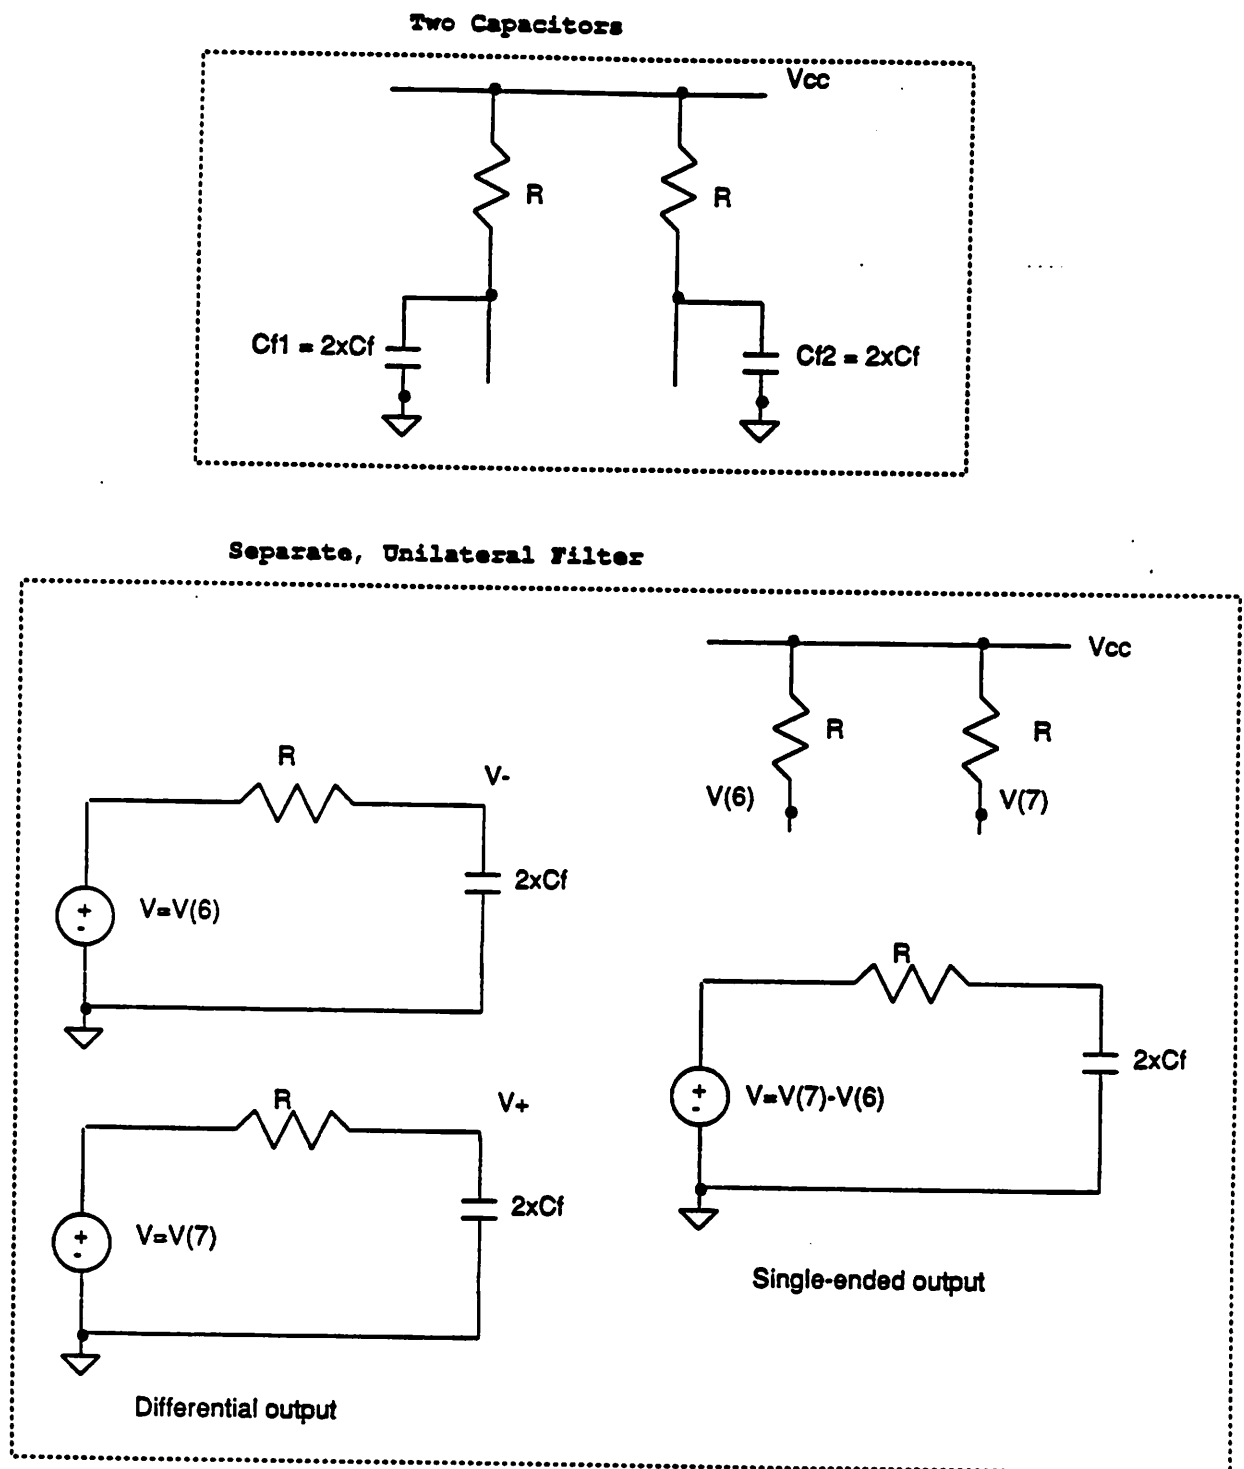 Two Capacitors
Vcc
R
R
Cf1 = 2xCf
Cf2 = 2xCf
Separate, Unilateral Filter
Vcc
R
R
V(6)
V(7)
R
V-
2xCf
+
-
V=V(6)
R
V+
2xCf
+
-
V=V(7)
Differential output
R
2xCf
+
-
V=V(7)-V(6)
Single-ended output